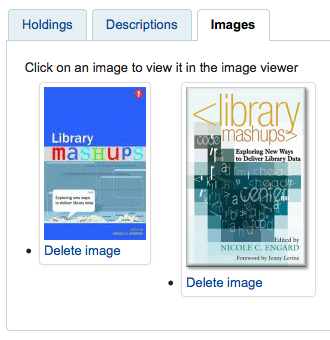 Holdings
Descriptions
Images
Click on an image to view it in the image viewer
Library
mashups
Exploring new ways
to deliver library data
Delete image
<library
mashups>
Exploring New Ways
to Deliver Library Data
Edited by
NICOLE C. ENGARD
Foreword by Jenny Levine
Delete image